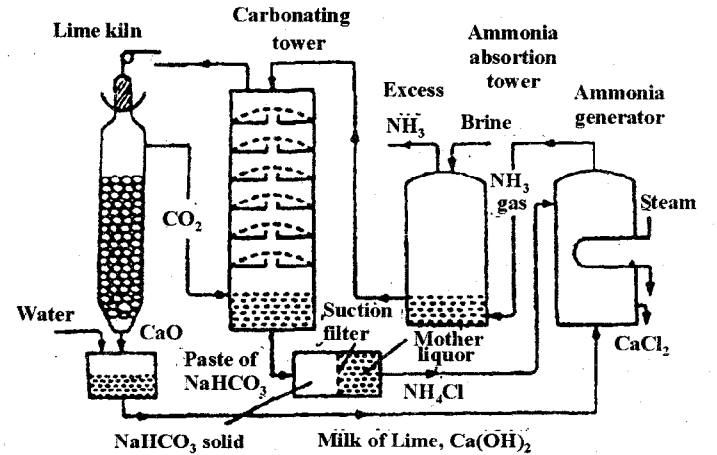 Lime kiln
Carbonating
tower
Ammonia
absortion
tower
Excess
NH₃
Brine
Ammonia
generator
NH₃
gas
Steam
CO₂
Water
CaO
Suction
filter
Mother
liquor
CaCl₂
Paste of
NaHCO₃
NH₄Cl
NaHCO₃ solid
Milk of Lime, Ca(OH)₂